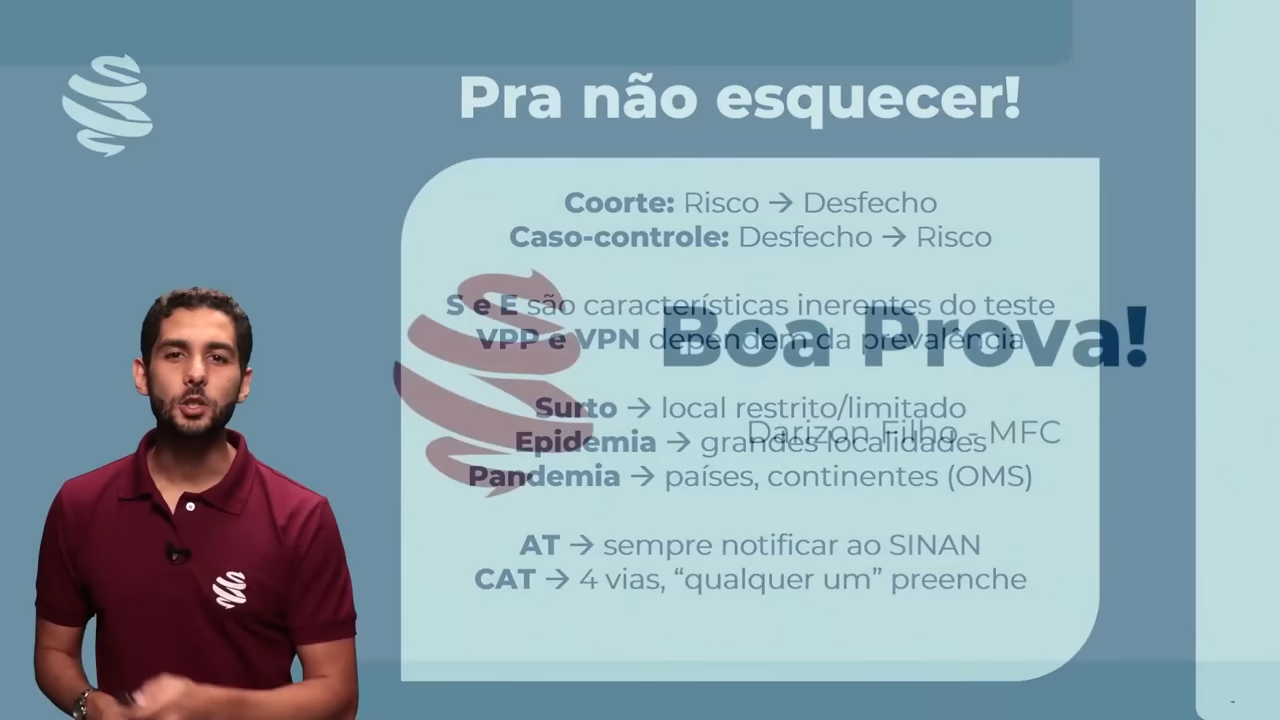 Pra não esquecer!
Coorte: Risco → Desfecho
Caso-controle: Desfecho → Risco
S e E são características inerentes do teste
VPP e VPN dependem da prevalência
Boa Prova!
Surto → local restrito/limitado
Darizon Filho - MFC
Epidemia → grandes localidades
Pandemia → países, continentes (OMS)
AT → sempre notificar ao SINAN
CAT → 4 vias, “qualquer um” preenche